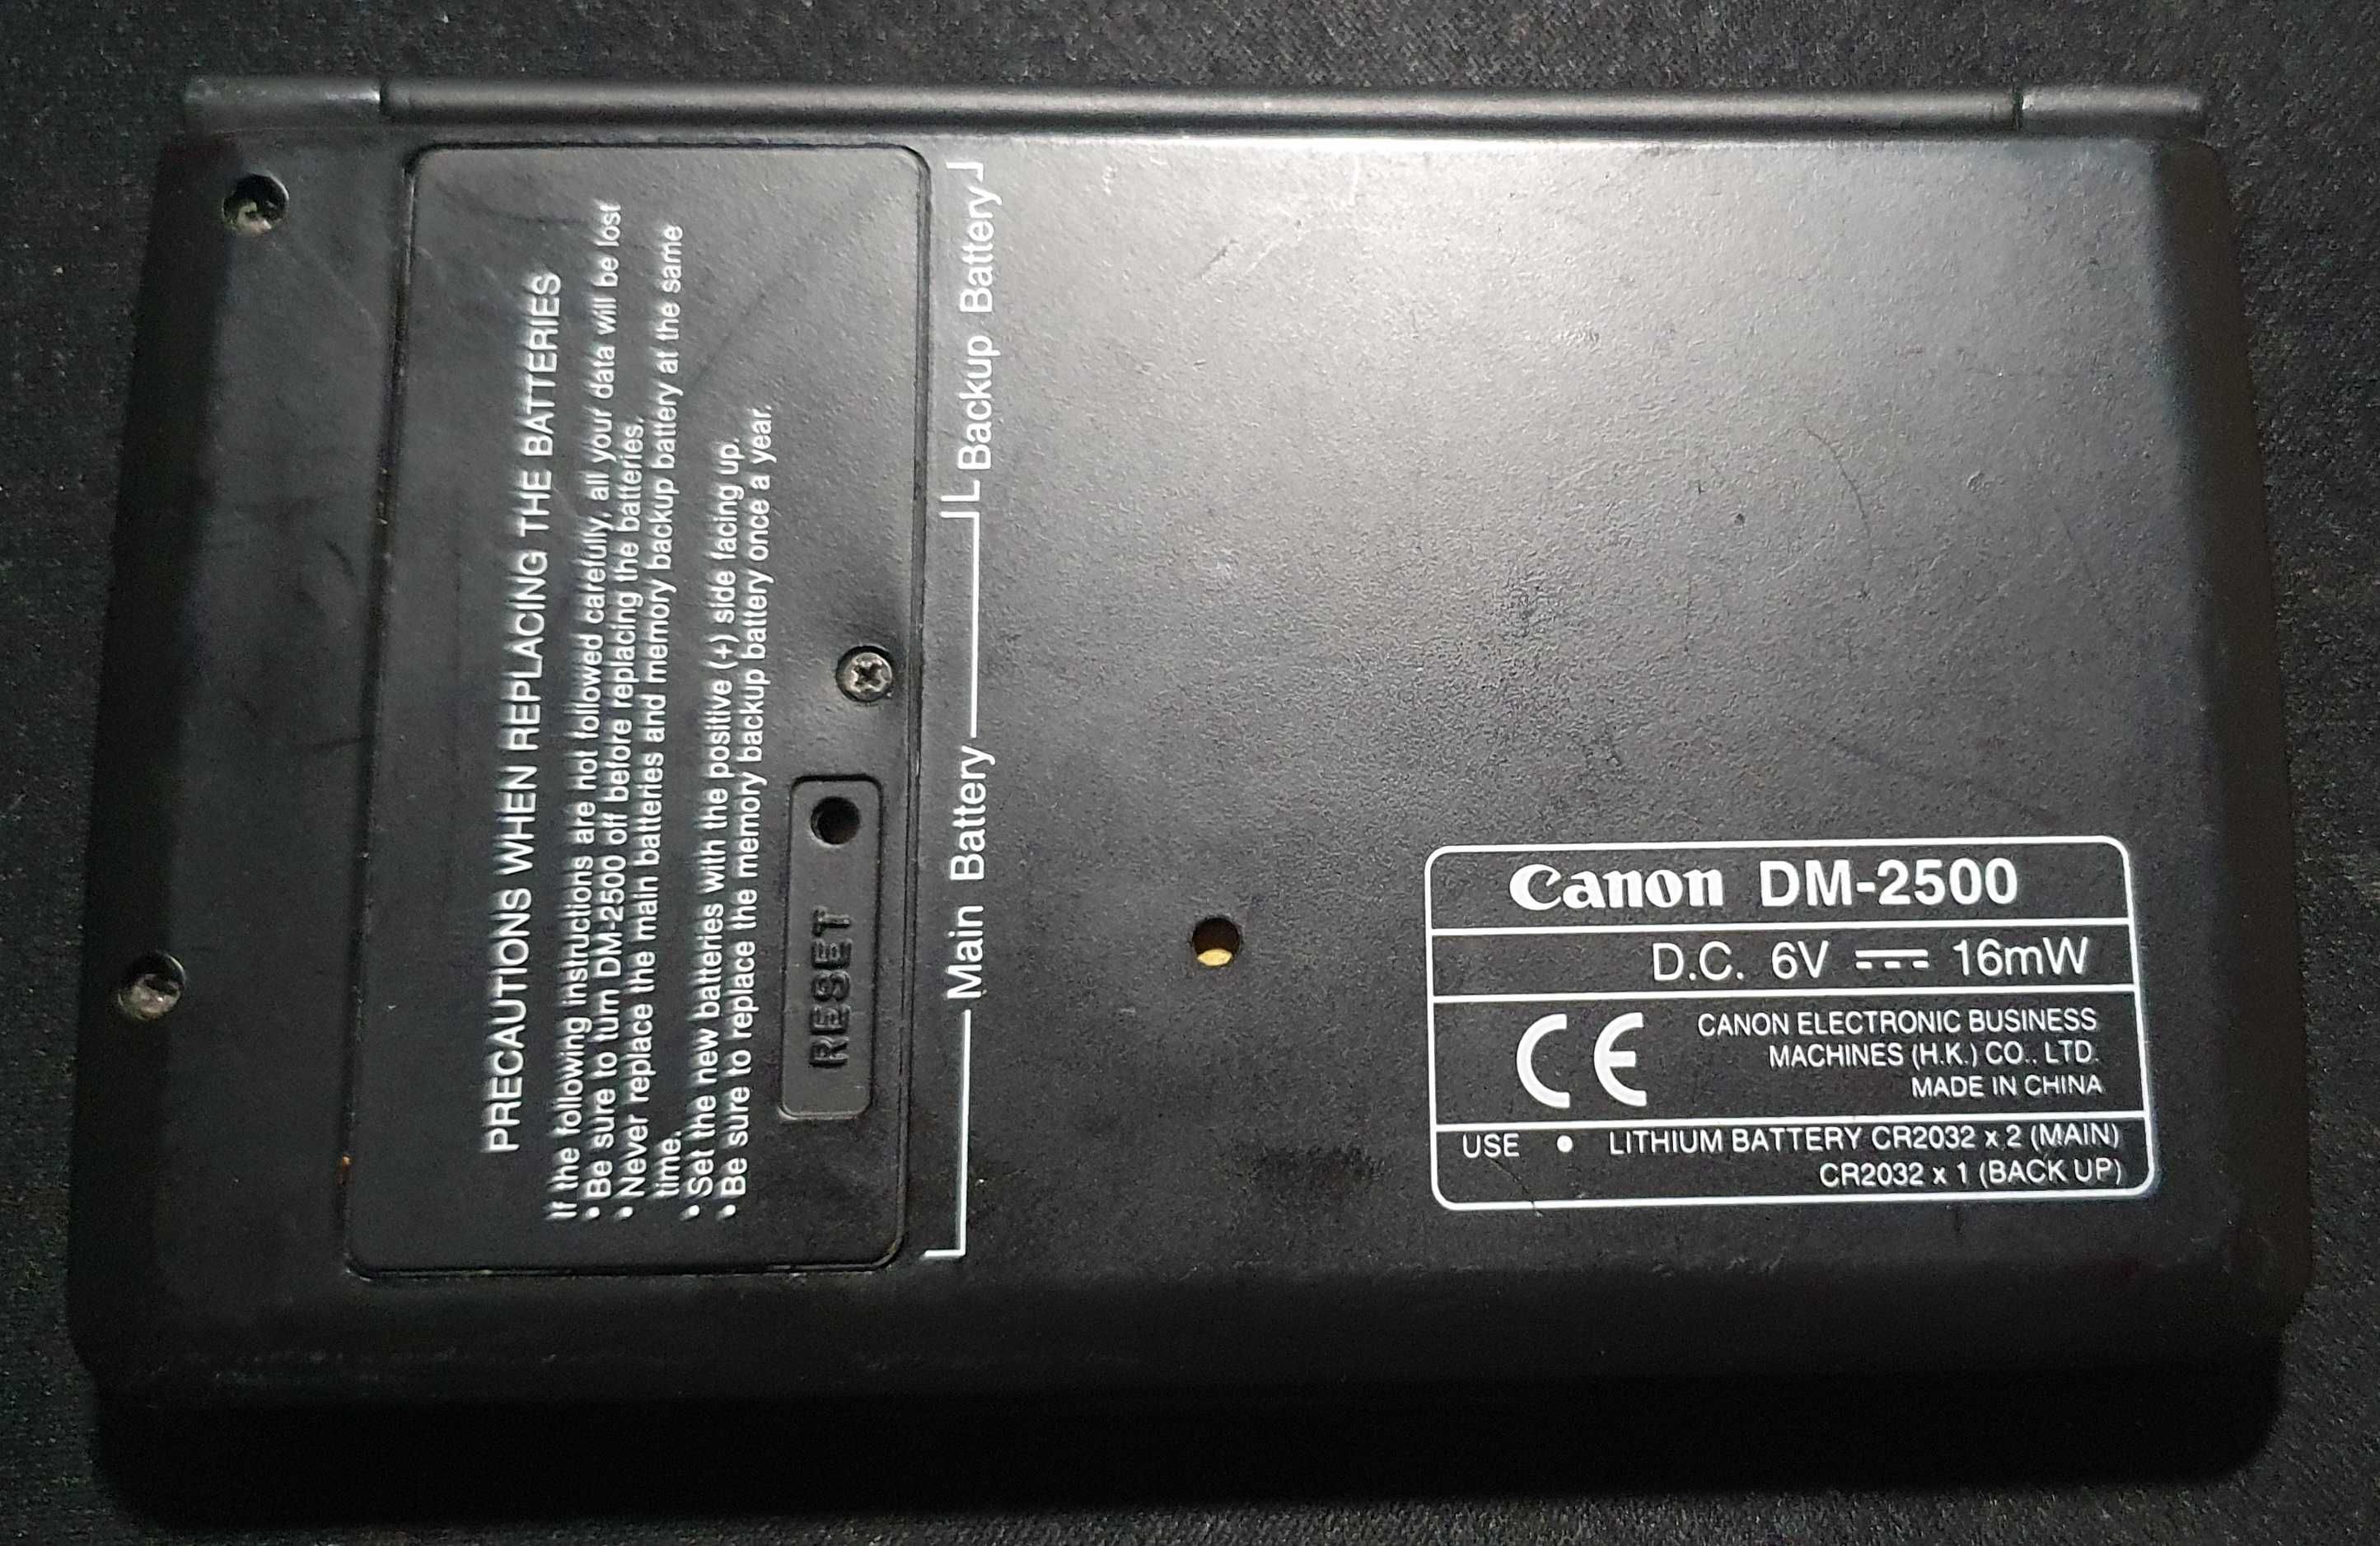 PRECAUTIONS WHEN REPLACING THE BATTERIES
If the following instructions are not followed carefully, all your data will be lost
• Be sure to turn DM-2500 off before replacing the batteries.
• Never replace the main batteries and memory backup battery at the same
time.
• Set the new batteries with the positive (+) side facing up.
• Be sure to replace the memory backup battery once a year.
RESET
Main Battery
Backup Battery
Canon DM-2500
D.C. 6V ⎓ 16mW
CE
CANON ELECTRONIC BUSINESS
MACHINES (H.K.) CO., LTD.
MADE IN CHINA
USE • LITHIUM BATTERY CR2032 x 2 (MAIN)
CR2032 x 1 (BACK UP)